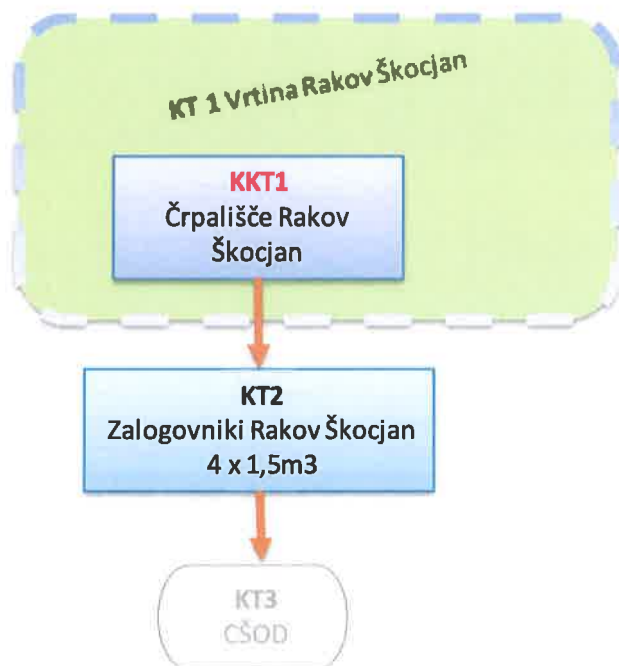 KT 1 Vrtina Rakov Škocjan
KKT1
Črpališče Rakov
Škocjan
KT2
Zalogovniki Rakov Škocjan
4 x 1,5m3
KT3
CŠOD